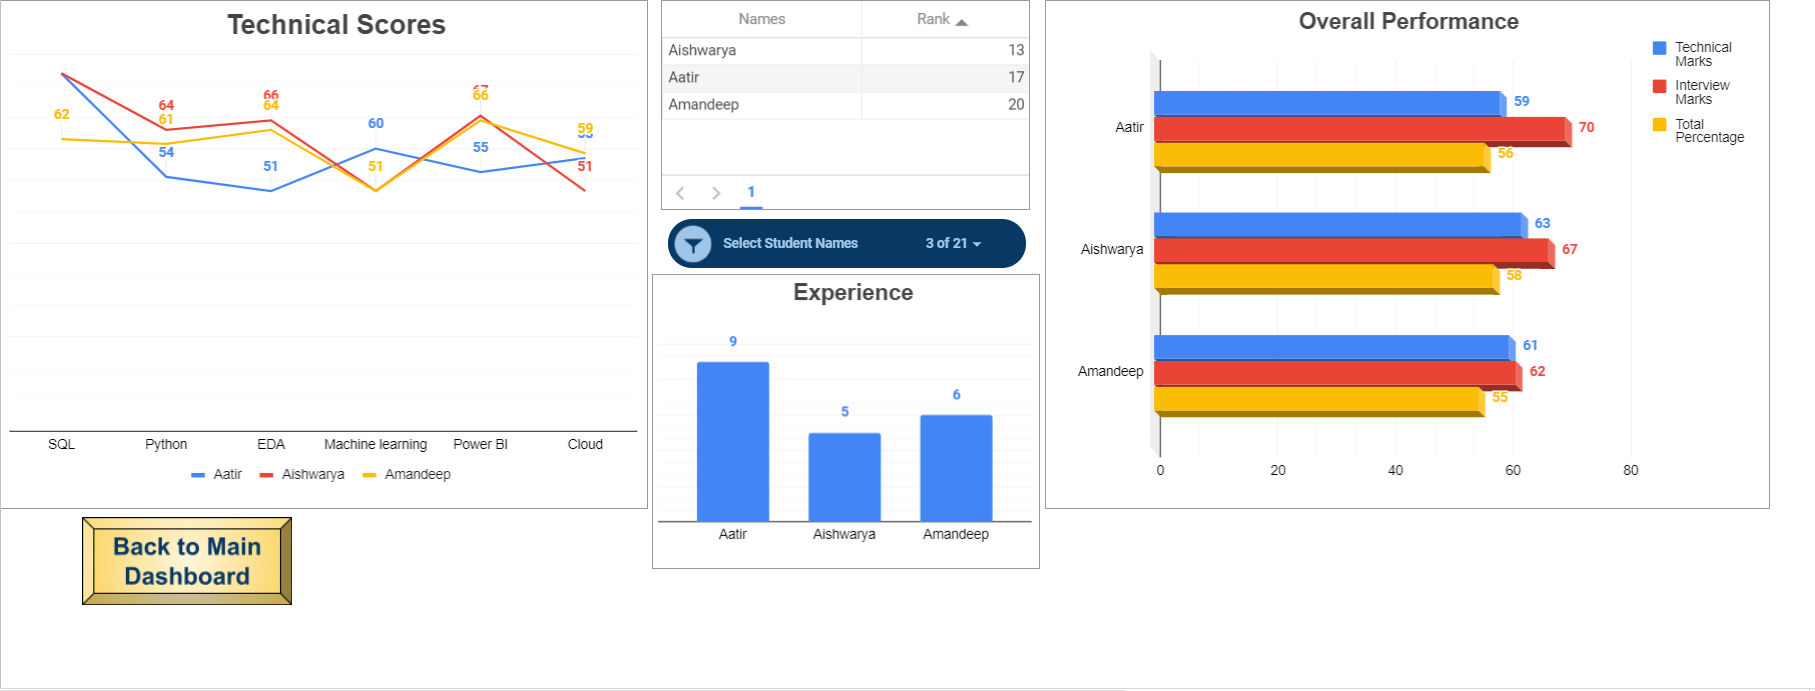 Technical Scores
62
64
61
54
66
64
51
60
51
67
66
55
59
51
SQL
Python
EDA
Machine learning
Power BI
Cloud
Aatir
Aishwarya
Amandeep
Back to Main
Dashboard
Names Rank
Aishwarya 13
Aatir 17
Amandeep 20
1
Select Student Names 3 of 21
Experience
9
5
6
Aatir
Aishwarya
Amandeep
Overall Performance
Technical
Marks
Interview
Marks
Total
Percentage
Aatir
59
70
56
Aishwarya
63
67
58
Amandeep
61
62
55
0 20 40 60 80